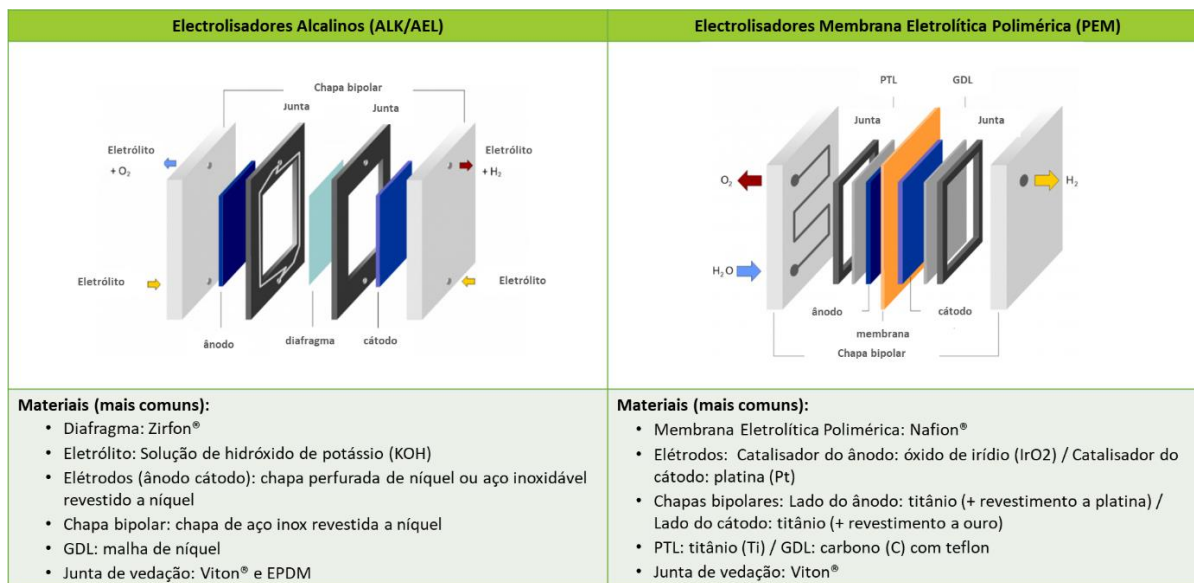 Electrolisadores Alcalinos (ALK/AEL)
Electrolisadores Membrana Eletrolítica Polimérica (PEM)
Chapa bipolar
Junta
Junta
Eletrólito
+ O₂
Eletrólito
+ H₂
Eletrólito
Eletrólito
ânodo
diafragma
cátodo
PTL
GDL
Junta
Junta
O₂
H₂
H₂O
ânodo
cátodo
membrana
Chapa bipolar
Materiais (mais comuns):
• Diafragma: Zirfon®
• Eletrólito: Solução de hidróxido de potássio (KOH)
• Elétrodos (ânodo cátodo): chapa perfurada de níquel ou aço inoxidável
revestido a níquel
• Chapa bipolar: chapa de aço inox revestida a níquel
• GDL: malha de níquel
• Junta de vedação: Viton® e EPDM
Materiais (mais comuns):
• Membrana Eletrolítica Polimérica: Nafion®
• Elétrodos: Catalisador do ânodo: óxido de irídio (IrO2) / Catalisador do
cátodo: platina (Pt)
• Chapas bipolares: Lado do ânodo: titânio (+ revestimento a platina) /
Lado do cátodo: titânio (+ revestimento a ouro)
• PTL: titânio (Ti) / GDL: carbono (C) com teflon
• Junta de vedação: Viton®